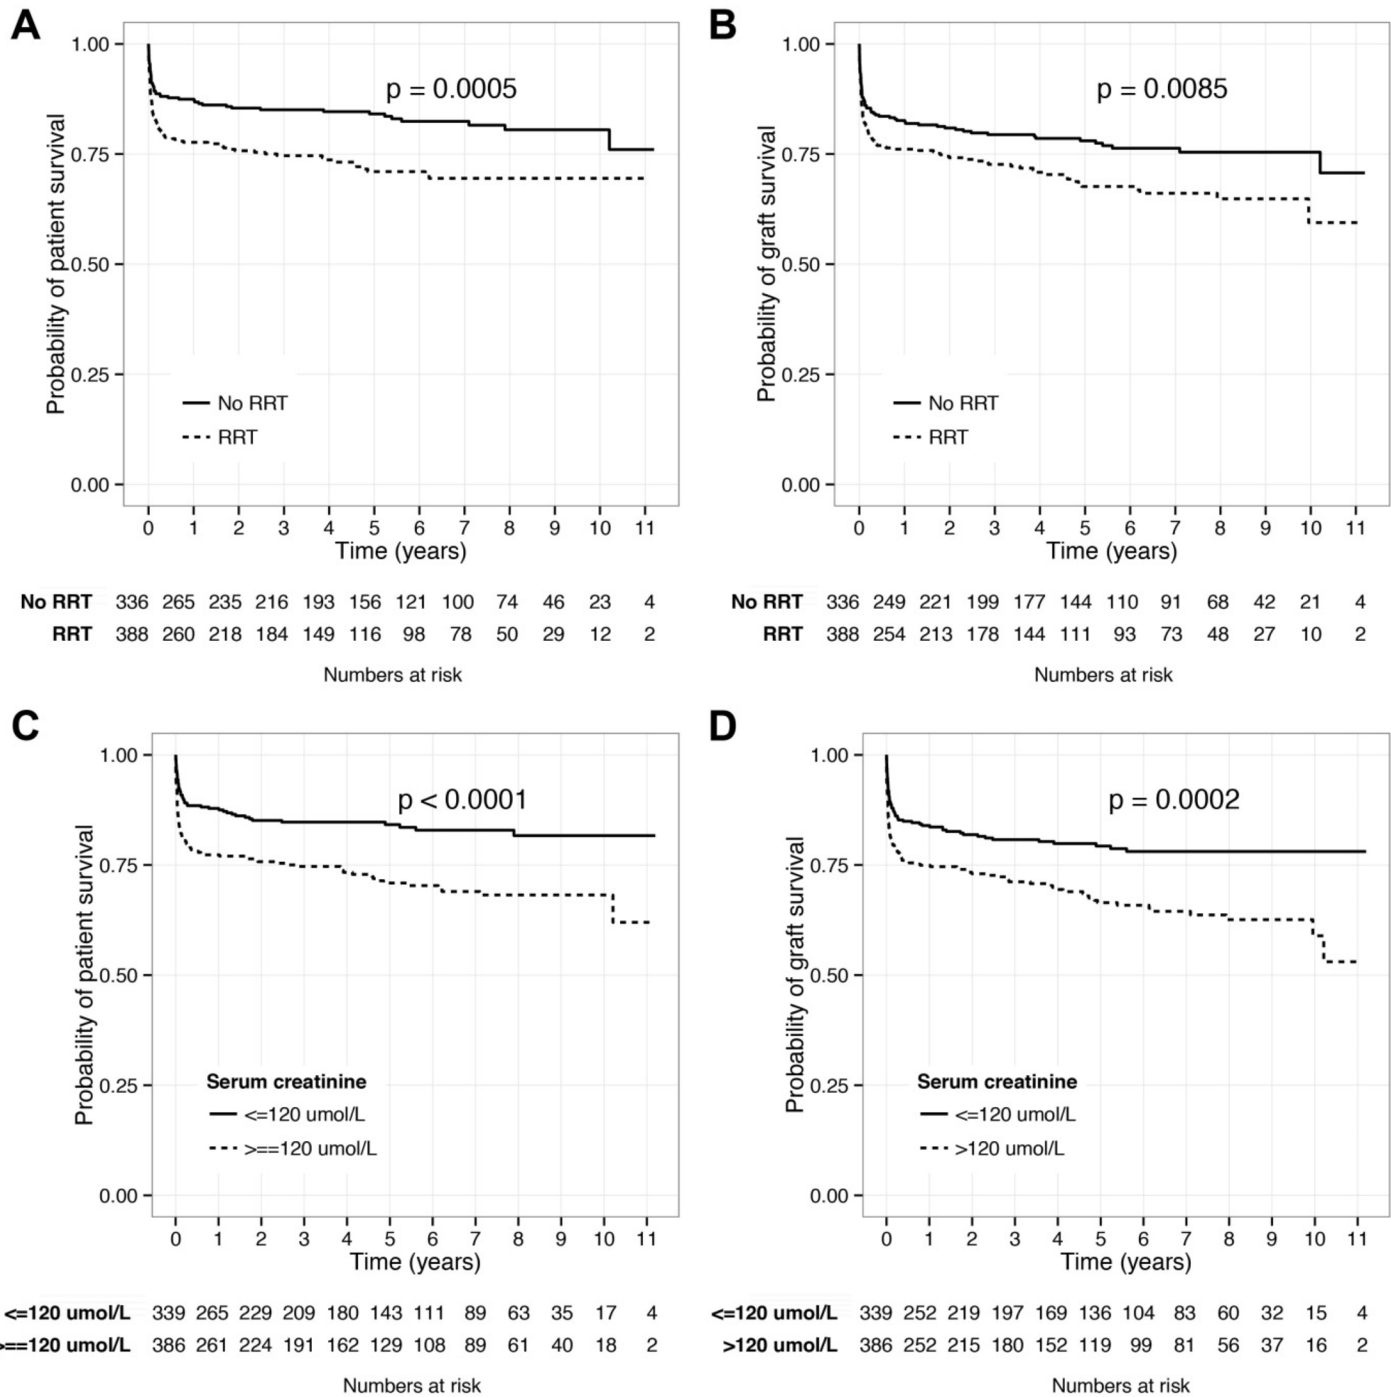 A
1.00
0.75
0.50
0.25
0.00
Probability of patient survival
p = 0.0005
No RRT
RRT
0 1 2 3 4 5 6 7 8 9 10 11
Time (years)
No RRT 336 265 235 216 193 156 121 100 74 46 23 4
RRT 388 260 218 184 149 116 98 78 50 29 12 2
Numbers at risk
B
1.00
0.75
0.50
0.25
0.00
Probability of graft survival
p = 0.0085
No RRT
RRT
0 1 2 3 4 5 6 7 8 9 10 11
Time (years)
No RRT 336 249 221 199 177 144 110 91 68 42 21 4
RRT 388 254 213 178 144 111 93 73 48 27 10 2
Numbers at risk
C
1.00
0.75
0.50
0.25
0.00
Probability of patient survival
p < 0.0001
Serum creatinine
<=120 umol/L
>==120 umol/L
0 1 2 3 4 5 6 7 8 9 10 11
Time (years)
<=120 umol/L 339 265 229 209 180 143 111 89 63 35 17 4
>==120 umol/L 386 261 224 191 162 129 108 89 61 40 18 2
Numbers at risk
D
1.00
0.75
0.50
0.25
0.00
Probability of graft survival
p = 0.0002
Serum creatinine
<=120 umol/L
>120 umol/L
0 1 2 3 4 5 6 7 8 9 10 11
Time (years)
<=120 umol/L 339 252 219 197 169 136 104 83 60 32 15 4
>120 umol/L 386 252 215 180 152 119 99 81 56 37 16 2
Numbers at risk